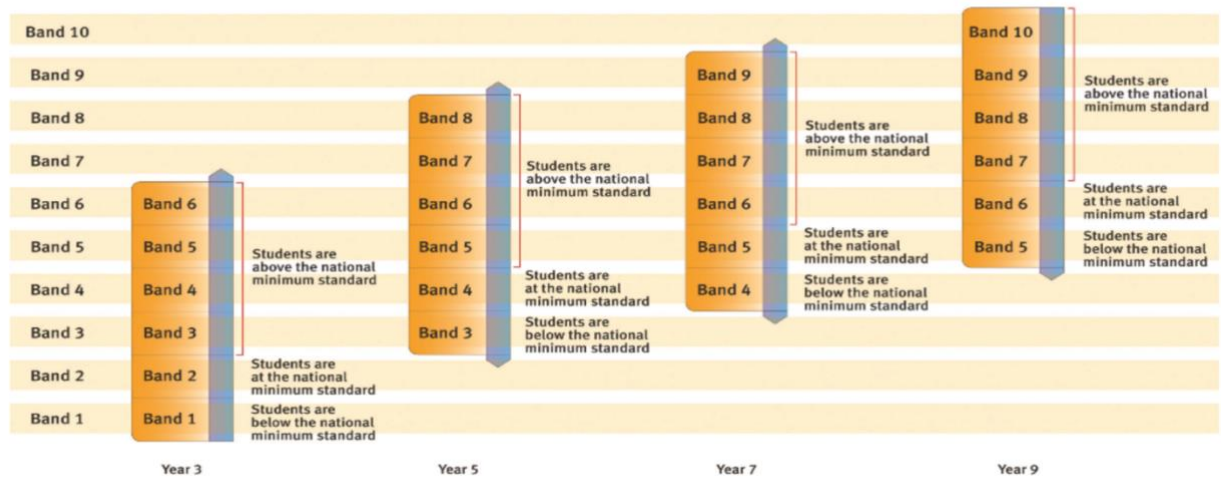 Band 10
Band 9
Band 8
Band 7
Band 6
Band 5
Band 4
Band 3
Band 2
Band 1
Band 6
Band 5
Band 4
Band 3
Band 2
Band 1
Students are
above the national
minimum standard
Students are
at the national
minimum standard
Students are
below the national
minimum standard
Year 3
Band 8
Band 7
Band 6
Band 5
Band 4
Band 3
Students are
above the national
minimum standard
Students are
at the national
minimum standard
Students are
below the national
minimum standard
Year 5
Band 9
Band 8
Band 7
Band 6
Band 5
Band 4
Students are
above the national
minimum standard
Students are
at the national
minimum standard
Students are
below the national
minimum standard
Year 7
Band 10
Band 9
Band 8
Band 7
Band 6
Band 5
Students are
above the national
minimum standard
Students are
at the national
minimum standard
Students are
below the national
minimum standard
Year 9